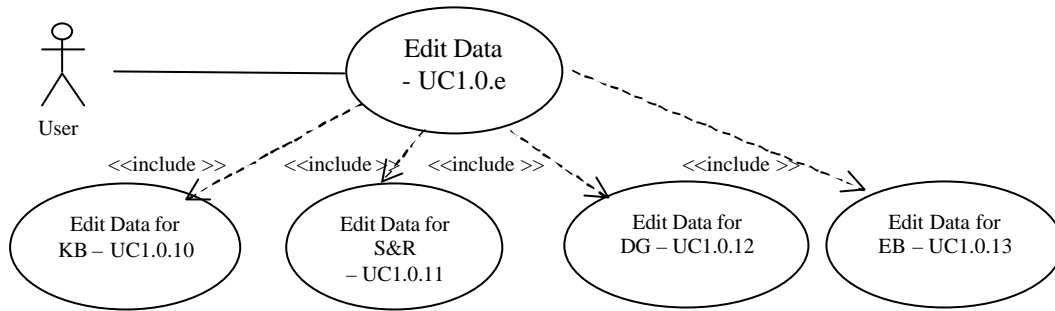 Edit Data
- UC1.0.e
User
<<include >>
<<include >>
<<include >>
<<include >>
Edit Data for
KB – UC1.0.10
Edit Data for
S&R
– UC1.0.11
Edit Data for
DG – UC1.0.12
Edit Data for
EB – UC1.0.13